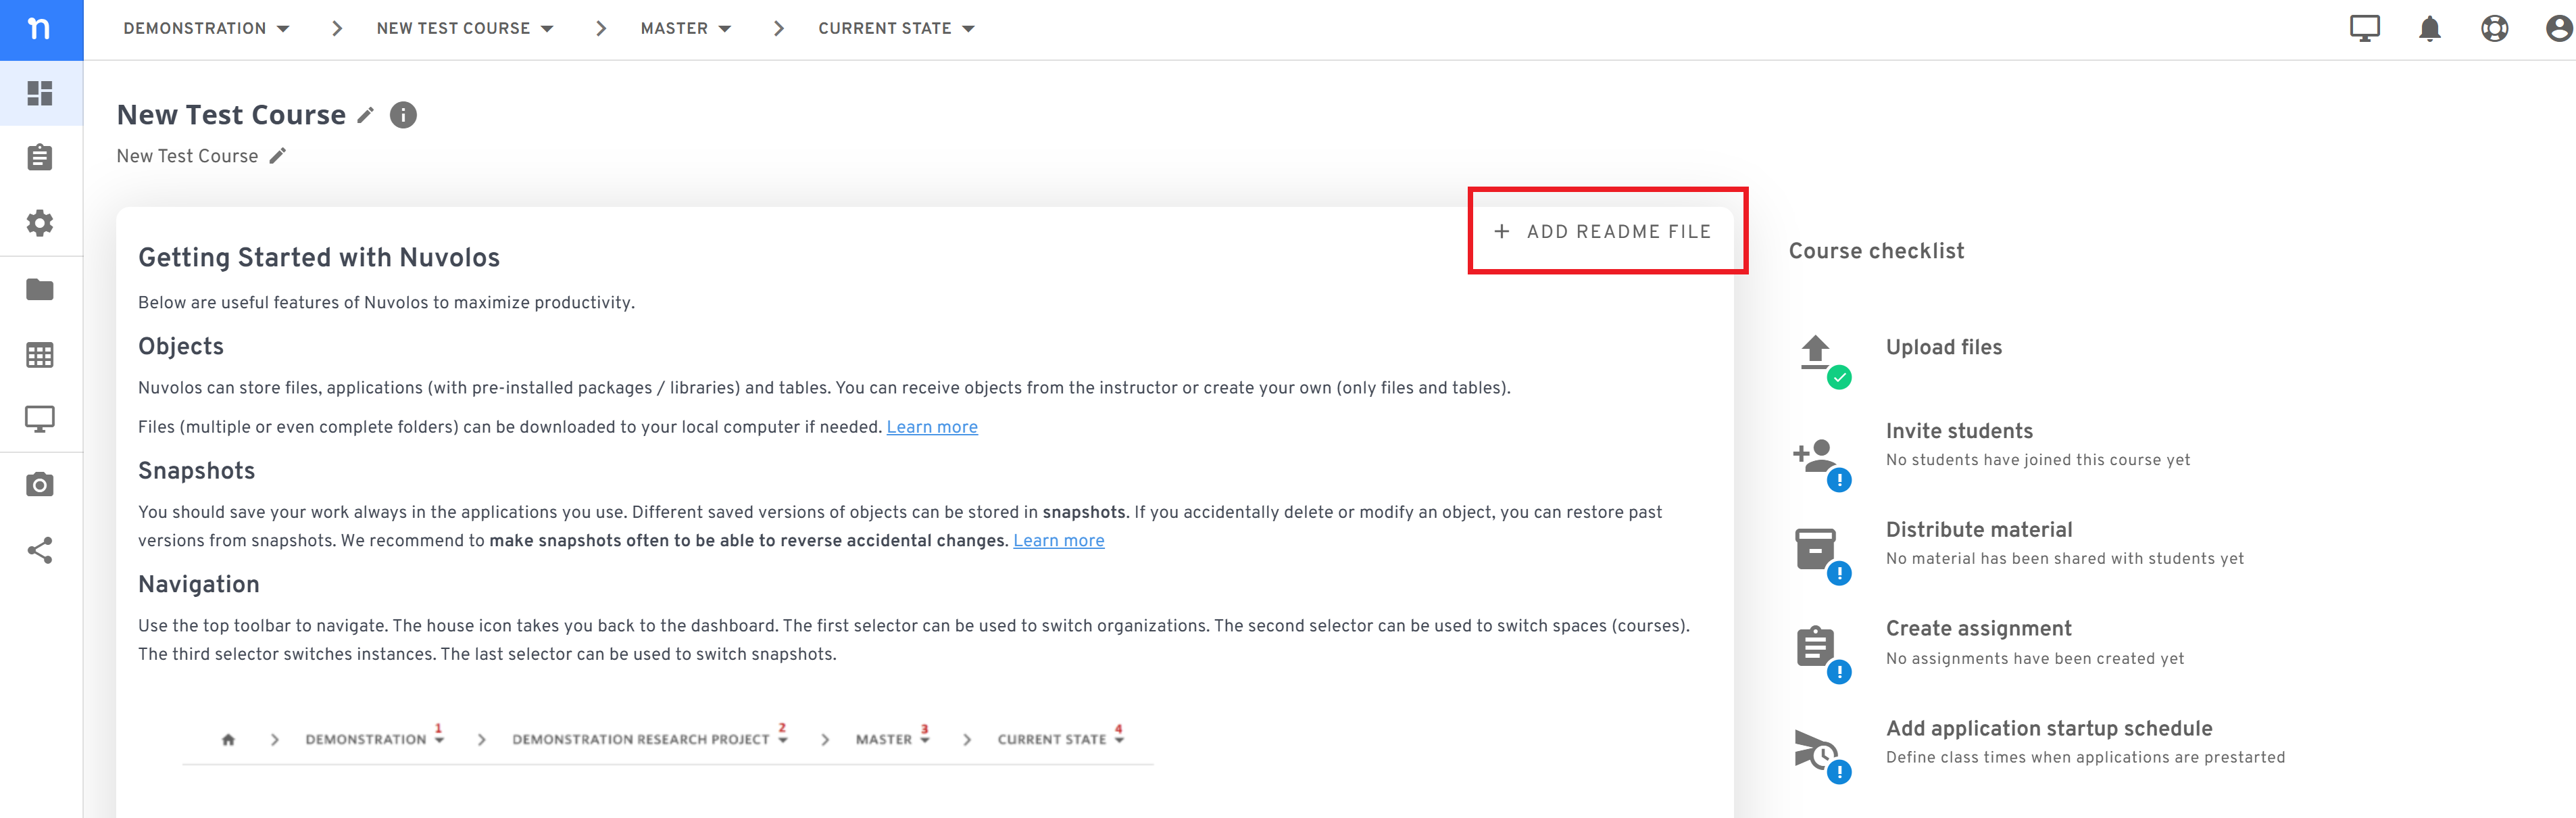 n
DEMONSTRATION
NEW TEST COURSE
MASTER
CURRENT STATE
New Test Course
New Test Course
+ ADD README FILE
Getting Started with Nuvolos
Below are useful features of Nuvolos to maximize productivity.
Objects
Nuvolos can store files, applications (with pre-installed packages / libraries) and tables. You can receive objects from the instructor or create your own (only files and tables).
Files (multiple or even complete folders) can be downloaded to your local computer if needed. Learn more
Snapshots
You should save your work always in the applications you use. Different saved versions of objects can be stored in snapshots. If you accidentally delete or modify an object, you can restore past
versions from snapshots. We recommend to make snapshots often to be able to reverse accidental changes. Learn more
Navigation
Use the top toolbar to navigate. The house icon takes you back to the dashboard. The first selector can be used to switch organizations. The second selector can be used to switch spaces (courses).
The third selector switches instances. The last selector can be used to switch snapshots.
DEMONSTRATION 1
DEMONSTRATION RESEARCH PROJECT 2
MASTER 3
CURRENT STATE 4
Course checklist
Upload files
Invite students
No students have joined this course yet
Distribute material
No material has been shared with students yet
Create assignment
No assignments have been created yet
Add application startup schedule
Define class times when applications are prestarted